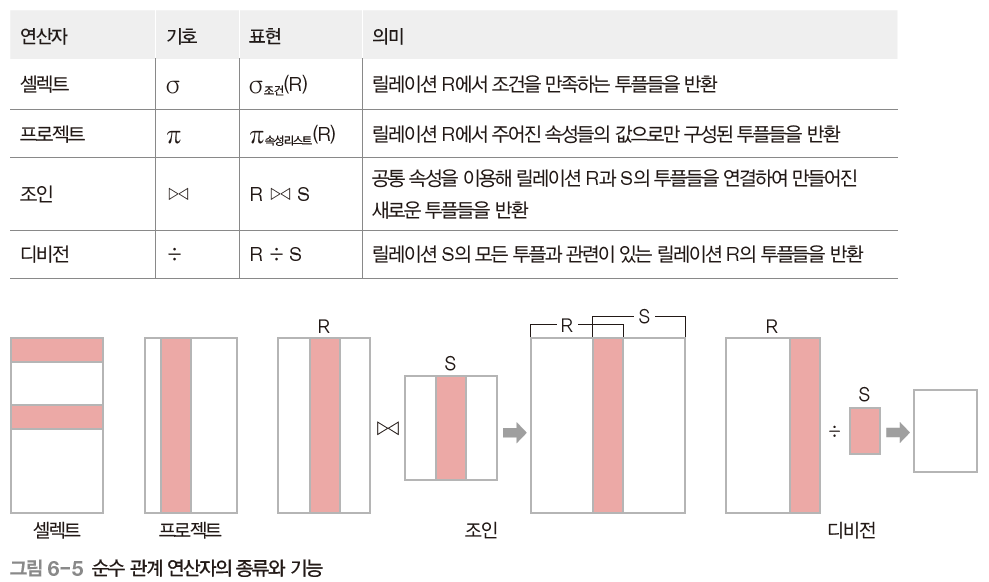 연산자 기호 표현 의미
셀렉트 σ σ조건(R) 릴레이션 R에서 조건을 만족하는 투플들을 반환
프로젝트 π π속성리스트(R) 릴레이션 R에서 주어진 속성들의 값으로만 구성된 투플들을 반환
조인 ⋈ R ⋈ S 공통 속성을 이용해 릴레이션 R과 S의 투플들을 연결하여 만들어진
새로운 투플들을 반환
디비전 ÷ R ÷ S 릴레이션 S의 모든 투플과 관련이 있는 릴레이션 R의 투플들을 반환
R
S
⋈
R
S
R
S
÷
셀렉트
프로젝트
조인
디비전
그림 6-5 순수 관계 연산자의 종류와 기능